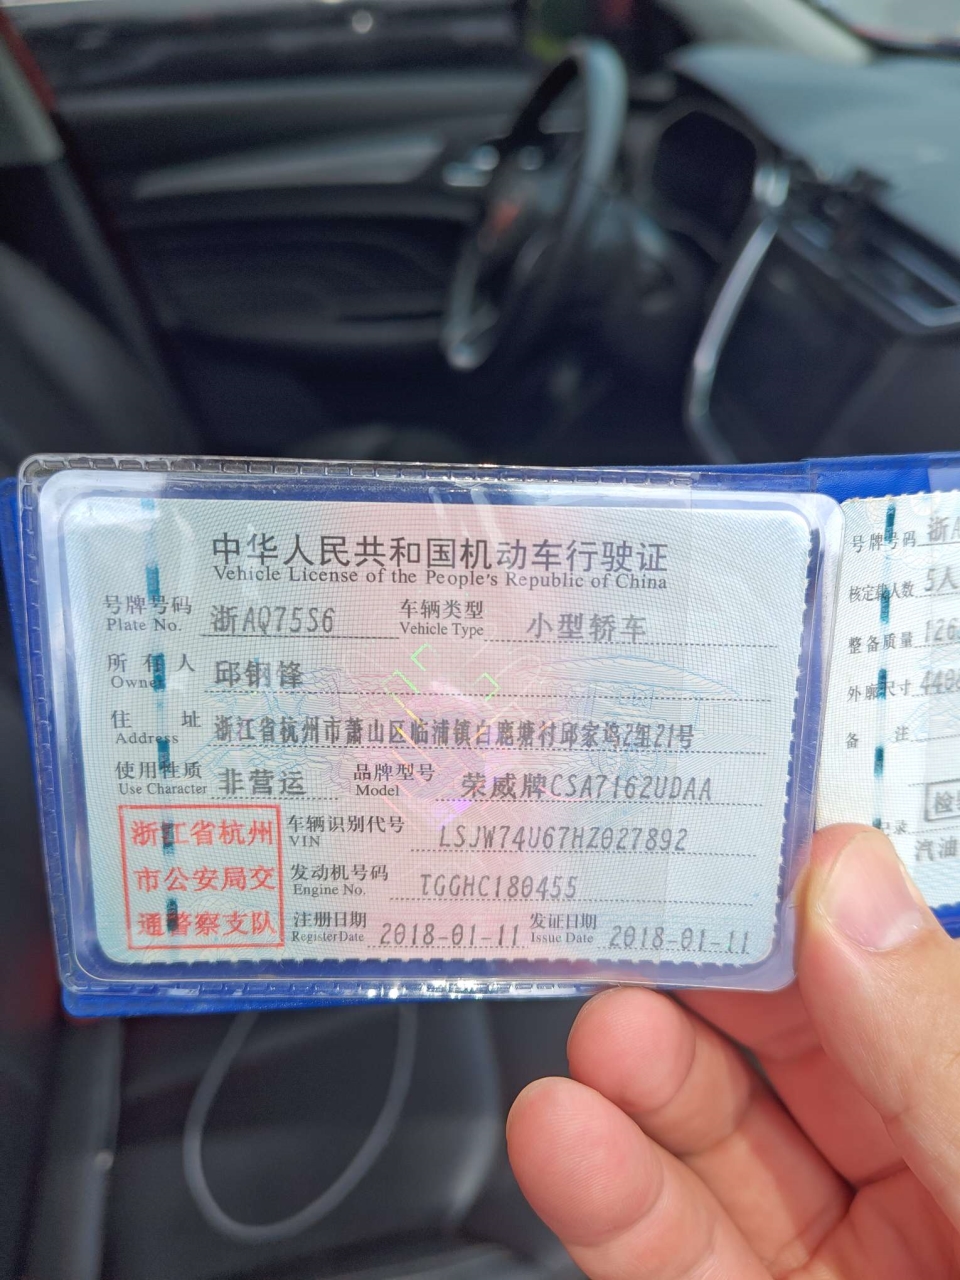 中华人民共和国机动车行驶证
Vehicle License of the People's Republic of China
号牌号码 浙AQ75S6 车辆类型 小型轿车
Plate No. Vehicle Type
所有人 邱钢锋
Owner
住址 浙江省杭州市萧山区临浦镇白鹿塘村邱家坞2组21号
Address
使用性质 非营运 品牌型号 荣威牌CSA7162UDAA
Use Character Model
浙江省杭州
市公安局交
通警察支队
车辆识别代号 LSJW74U67HZ027892
VIN
发动机号码 TGGHC180455
Engine No.
注册日期 2018-01-11 发证日期 2018-01-11
Register Date Issue Date
号牌号码 浙
核定载人数 5人
整备质量 126
外廓尺寸 44
备注
检
记录
汽油